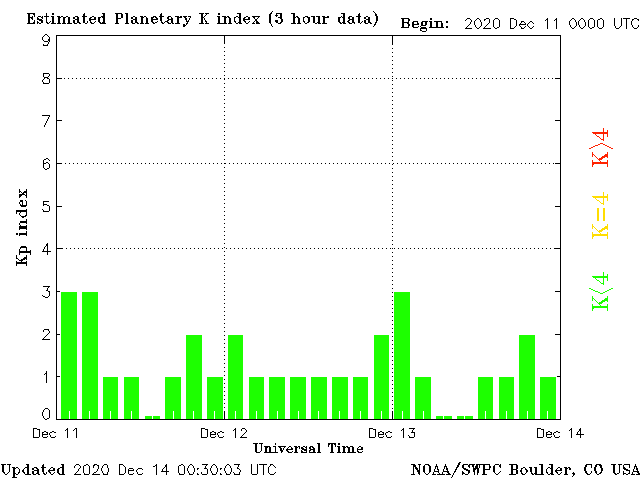 Estimated Planetary K index (3 hour data) Begin: 2020 Dec 11 0000 UTC
9
8
7
6
5
4
3
2
1
0
Kp index
K>4
K=4
K<4
Dec 11 Dec 12 Dec 13 Dec 14
Universal Time
Updated 2020 Dec 14 00:30:03 UTC NOAA/SWPC Boulder, CO USA